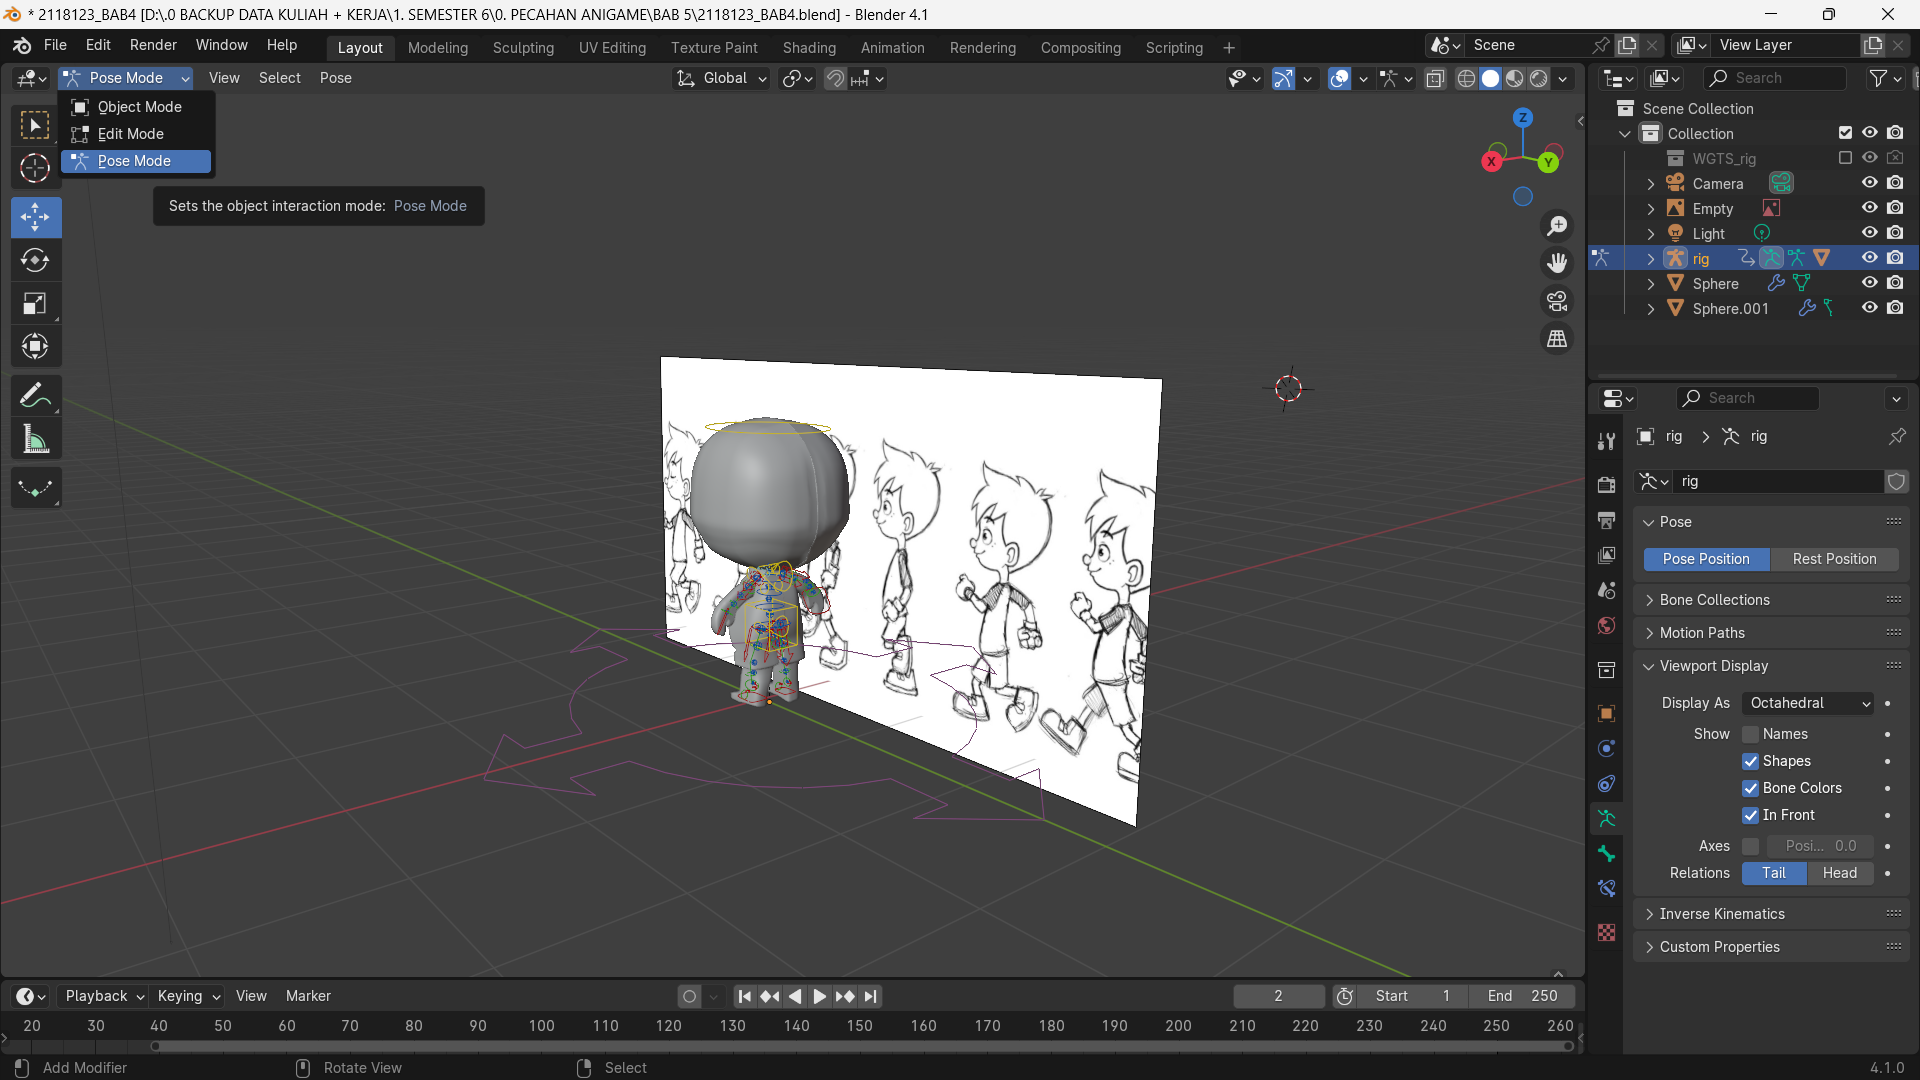 * 2118123_BAB4 [D:\.0 BACKUP DATA KULIAH + KERJA\1. SEMESTER 6\0. PECAHAN ANIGAME\BAB 5\2118123_BAB4.blend] - Blender 4.1
File Edit Render Window Help
Layout Modeling Sculpting UV Editing Texture Paint Shading Animation Rendering Compositing Scripting +
Scene
View Layer
Pose Mode View Select Pose
Global
Search
Object Mode
Edit Mode
Pose Mode
Sets the object interaction mode: Pose Mode
Z
X
Y
Scene Collection
Collection
WGTS_rig
Camera
Empty
Light
rig
Sphere
Sphere.001
Search
rig > rig
rig
Pose
Pose Position Rest Position
Bone Collections
Motion Paths
Viewport Display
Display As Octahedral
Show Names
Shapes
Bone Colors
In Front
Axes Posi... 0.0
Relations Tail Head
Inverse Kinematics
Custom Properties
Playback Keying View Marker
2
Start 1
End 250
20 30 40 50 60 70 80 90 100 110 120 130 140 150 160 170 180 190 200 210 220 230 240 250 260
Add Modifier
Rotate View
Select
4.1.0